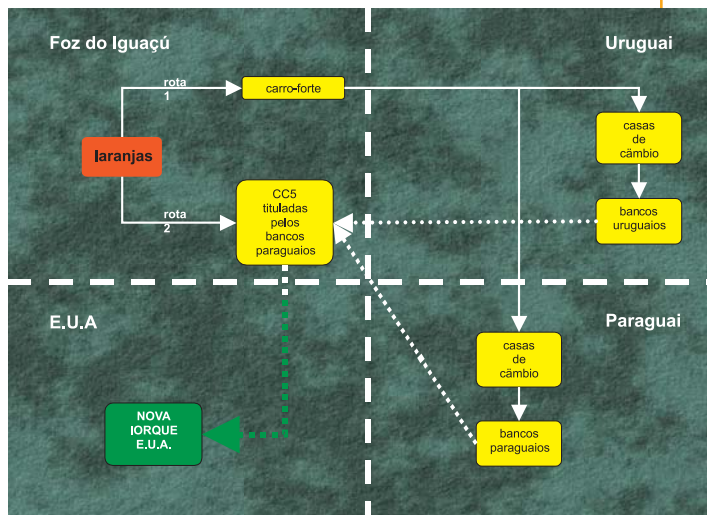 Foz do Iguaçú
Uruguai
rota
1
carro-forte
laranjas
casas
de
câmbio
CC5
tituladas
pelos
bancos
paraguaios
rota
2
bancos
uruguaios
E.U.A
Paraguai
casas
de
câmbio
NOVA
IORQUE
E.U.A.
bancos
paraguaios